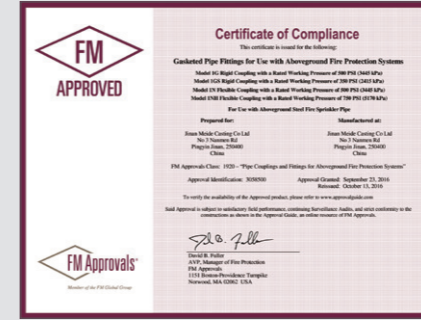 FM
APPROVED
Certificate of Compliance
This certificate is issued for the following:
Gasketed Pipe Fittings for Use with Aboveground Fire Protection Systems
Model 1G Rigid Coupling with a Rated Working Pressure of 500 PSI (3445 kPa)
Model 1GS Rigid Coupling with a Rated Working Pressure of 350 PSI (2415 kPa)
Model 1N Flexible Coupling with a Rated Working Pressure of 500 PSI (3445 kPa)
Model 1NH Flexible Coupling with a Rated Working Pressure of 750 PSI (5170 kPa)
For Use with Aboveground Steel Fire Sprinkler Pipe
Prepared for: Manufactured at:
Jinan Meide Casting Co Ltd Jinan Meide Casting Co Ltd
No 3 Nanmen Rd No 3 Nanmen Rd
Pingyin Jinan, 250400 Pingyin Jinan, 250400
China China
FM Approvals Class: 1920 – "Pipe Couplings and Fittings for Aboveground Fire Protection Systems"
Approval Identification: 3058500 Approval Granted: September 23, 2016
Reissued: October 13, 2016
To verify the availability of the Approved product, please refer to www.approvalguide.com
Said Approval is subject to satisfactory field performance, continuing Surveillance Audits, and strict conformity to the
constructions as shown in the Approval Guide, an online resource of FM Approvals.
David B. Fuller
AVP, Manager of Fire Protection
FM Approvals
1151 Boston-Providence Turnpike
Norwood, MA 02062 USA
FM Approvals
Member of the FM Global Group